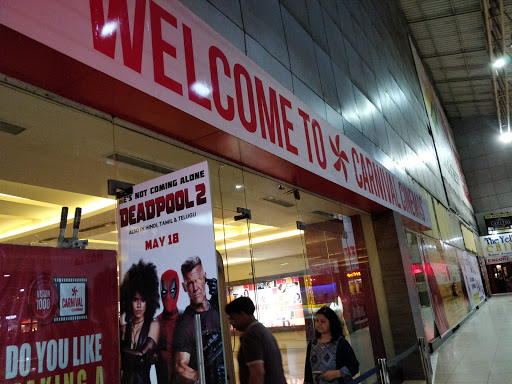 WELCOME TO CARNIVAL CINEMAS
HE'S NOT COMING ALONE
DEADPOOL 2
ALSO IN HINDI, TAMIL & TELUGU
MAY 18
CARNIVAL
DO YOU LIKE
MAKING A